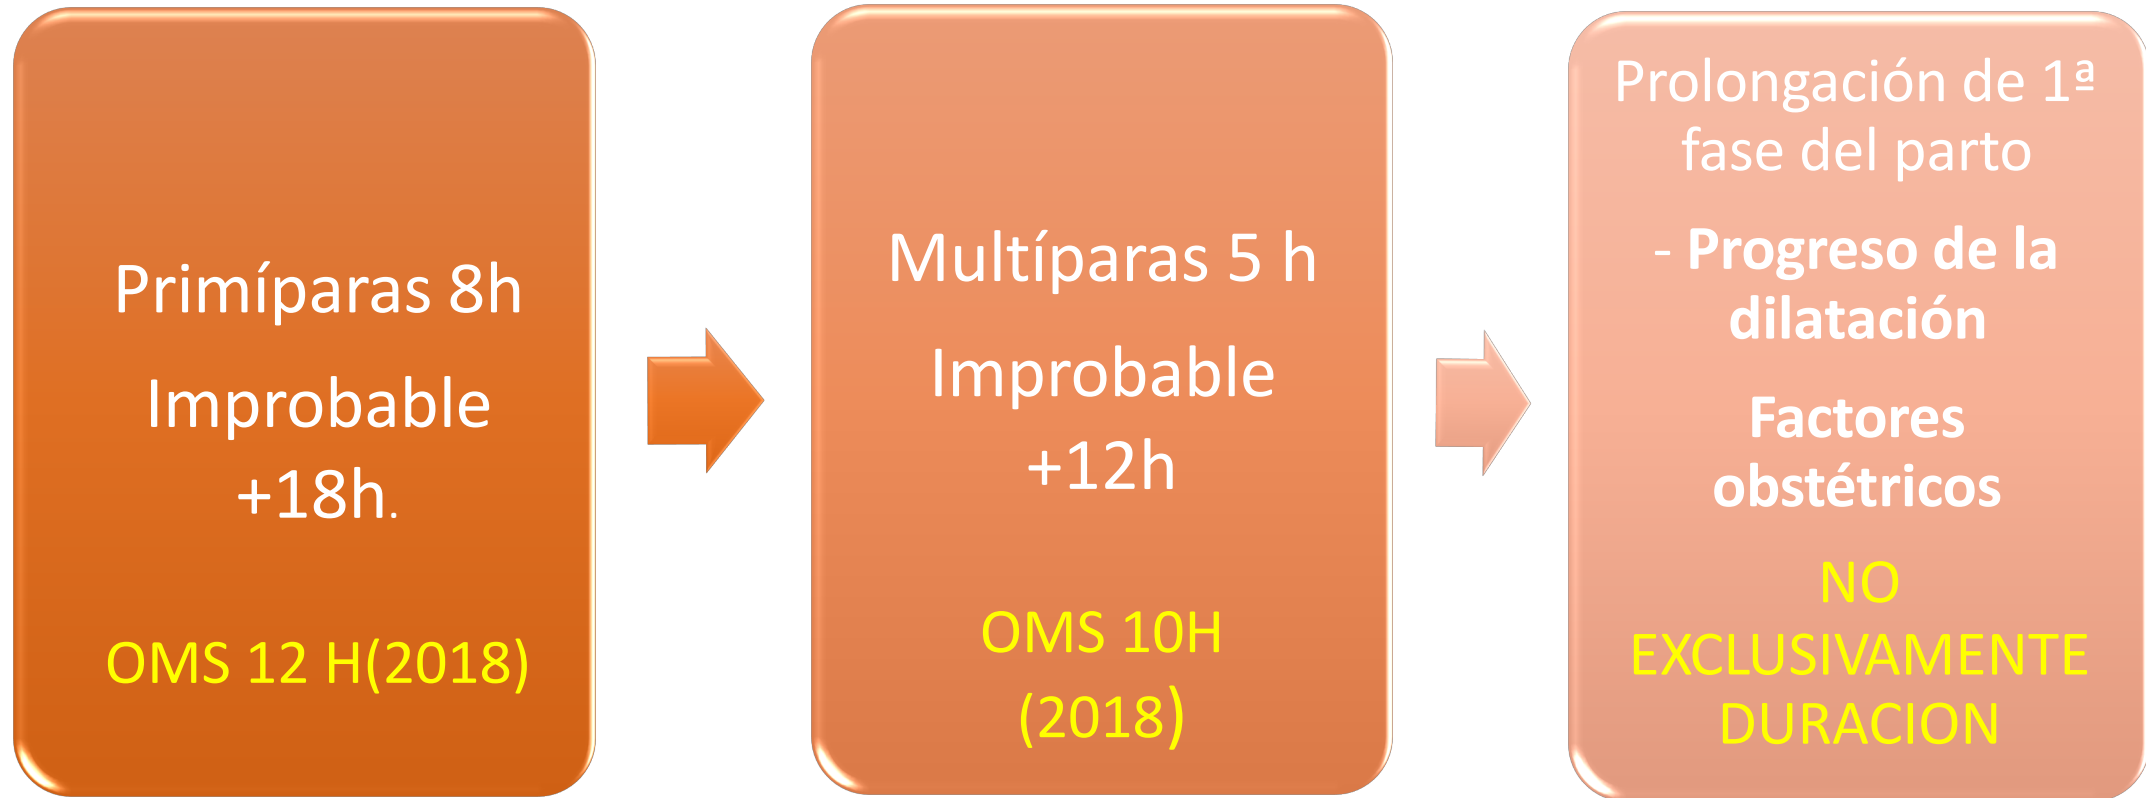 Primíparas 8h
Improbable
+18h.
OMS 12 H(2018)
Multíparas 5 h
Improbable
+12h
OMS 10H
(2018)
Prolongación de 1ª
fase del parto
- Progreso de la
dilatación
Factores
obstétricos
NO
EXCLUSIVAMENTE
DURACION